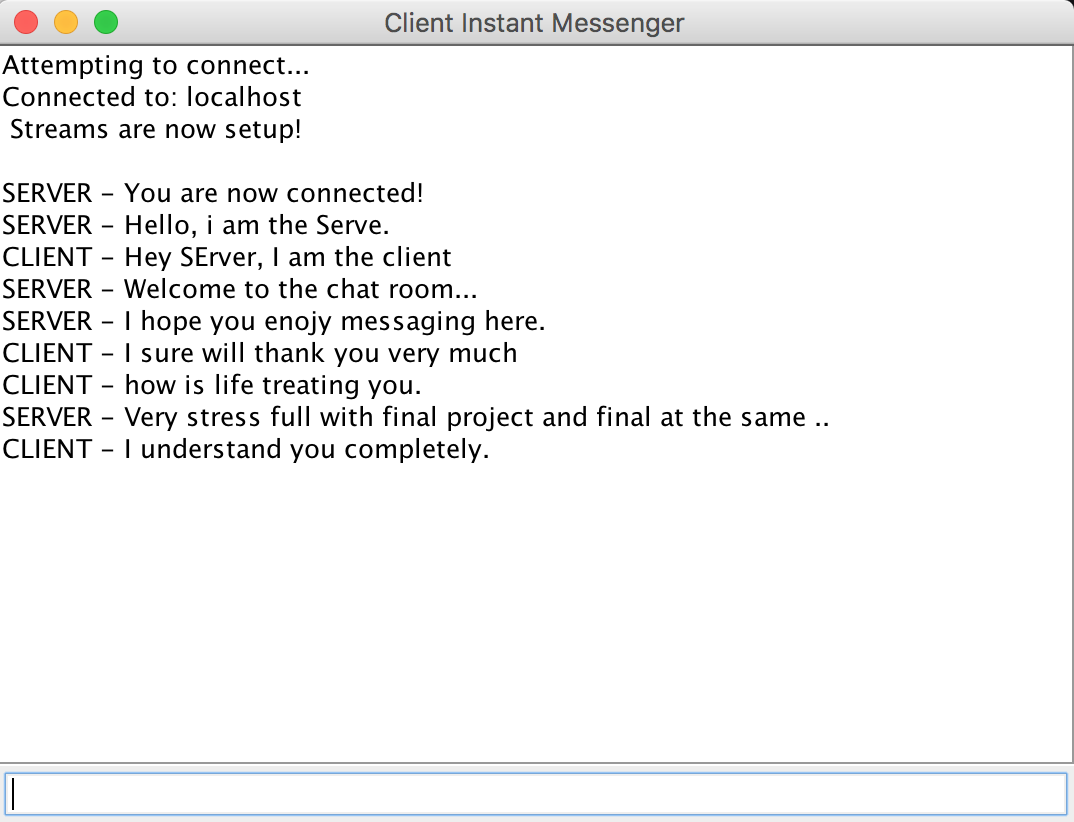 Client Instant Messenger
Attempting to connect...
Connected to: localhost
Streams are now setup!
SERVER – You are now connected!
SERVER – Hello, i am the Serve.
CLIENT – Hey SErver, I am the client
SERVER – Welcome to the chat room...
SERVER – I hope you enojy messaging here.
CLIENT – I sure will thank you very much
CLIENT – how is life treating you.
SERVER – Very stress full with final project and final at the same ..
CLIENT – I understand you completely.